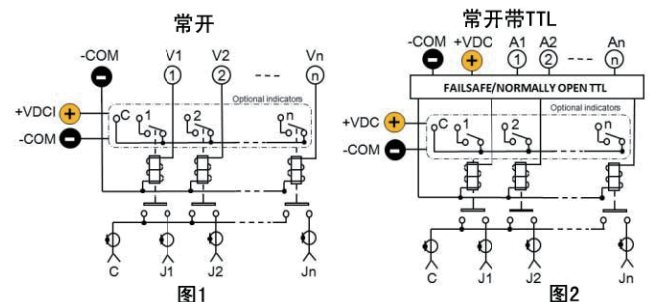 常开
-COM V1 V2 Vn
1 2 n
Optional indicators
+VDCI
C 1 2 n
-COM
C J1 J2 Jn
图1
常开带TTL
-COM +VDC A1 A2 An
1 2 n
FAILSAFE/NORMALLY OPEN TTL
Optional indicators
+VDC
C 1 2 n
-COM
C J1 J2 Jn
图2